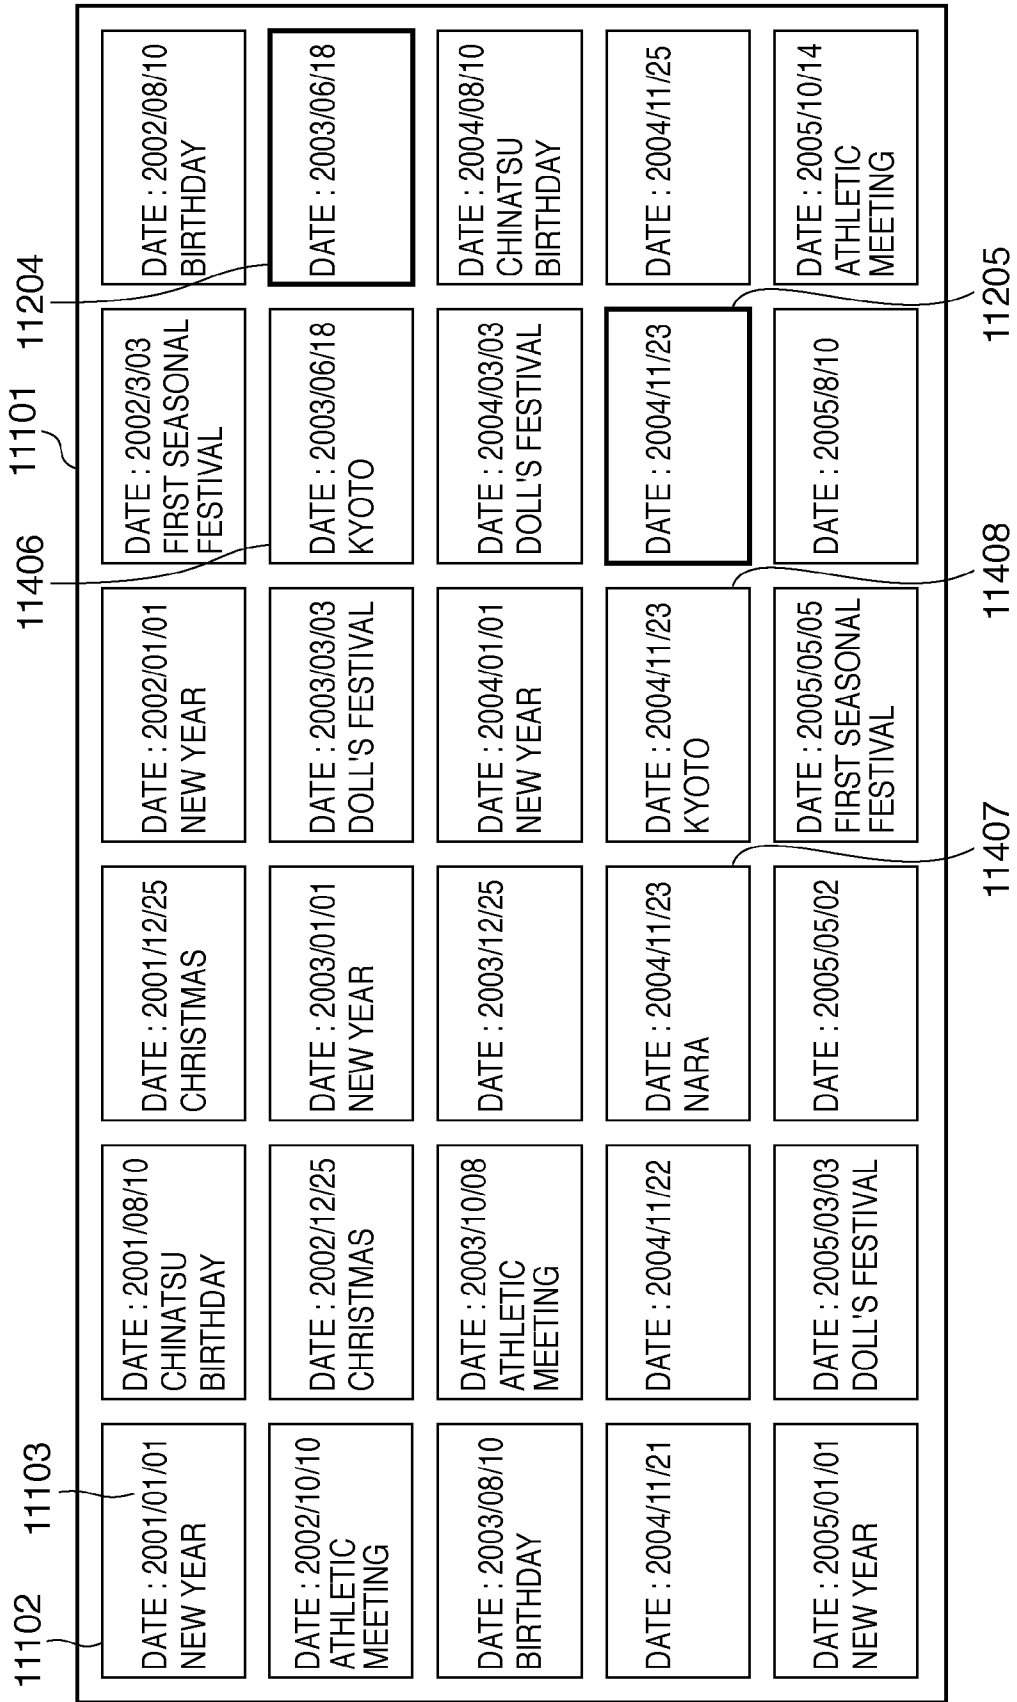 11102
11103
11406
11101
11204
DATE : 2001/01/01
NEW YEAR
DATE : 2001/08/10
CHINATSU
BIRTHDAY
DATE : 2001/12/25
CHRISTMAS
DATE : 2002/01/01
NEW YEAR
DATE : 2002/3/03
FIRST SEASONAL
FESTIVAL
DATE : 2002/08/10
BIRTHDAY
DATE : 2002/10/10
ATHLETIC
MEETING
DATE : 2002/12/25
CHRISTMAS
DATE : 2003/01/01
NEW YEAR
DATE : 2003/03/03
DOLL'S FESTIVAL
DATE : 2003/06/18
KYOTO
DATE : 2003/06/18
DATE : 2003/08/10
BIRTHDAY
DATE : 2003/10/08
ATHLETIC
MEETING
DATE : 2003/12/25
DATE : 2004/01/01
NEW YEAR
DATE : 2004/03/03
DOLL'S FESTIVAL
DATE : 2004/08/10
CHINATSU
BIRTHDAY
DATE : 2004/11/21
DATE : 2004/11/22
DATE : 2004/11/23
NARA
DATE : 2004/11/23
KYOTO
DATE : 2004/11/23
DATE : 2004/11/25
DATE : 2005/01/01
NEW YEAR
DATE : 2005/03/03
DOLL'S FESTIVAL
DATE : 2005/05/02
DATE : 2005/05/05
FIRST SEASONAL
FESTIVAL
DATE : 2005/8/10
DATE : 2005/10/14
ATHLETIC
MEETING
11407
11408
11205